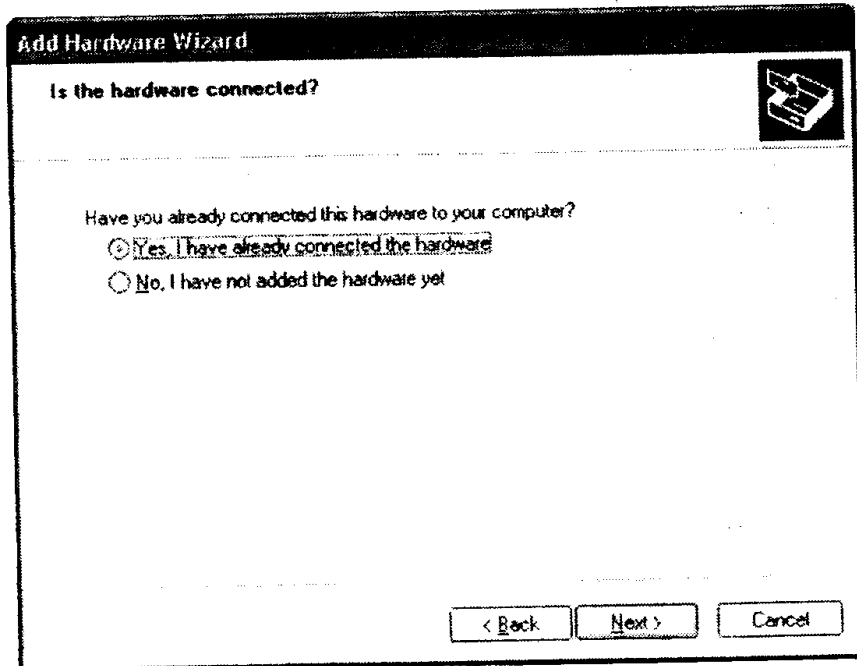 Add Hardware Wizard
Is the hardware connected?
Have you already connected this hardware to your computer?
Yes, I have already connected the hardware
No, I have not added the hardware yet
< Back
Next >
Cancel